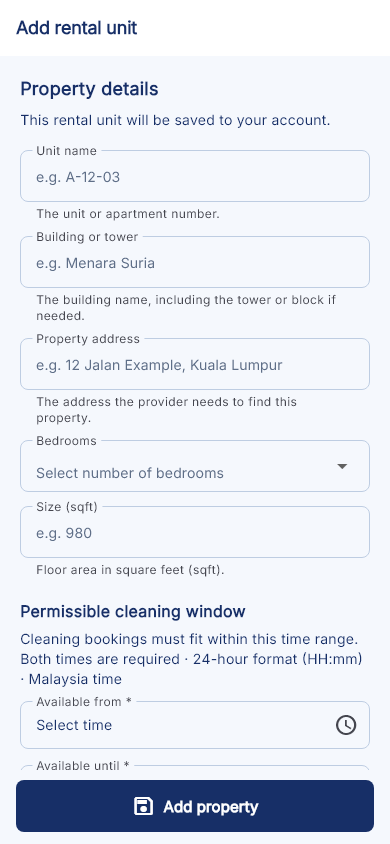 Add rental unit
Property details
This rental unit will be saved to your account.
Unit name
e.g. A-12-03
The unit or apartment number.
Building or tower
e.g. Menara Suria
The building name, including the tower or block if
needed.
Property address
e.g. 12 Jalan Example, Kuala Lumpur
The address the provider needs to find this
property.
Bedrooms
Select number of bedrooms
Size (sqft)
e.g. 980
Floor area in square feet (sqft).
Permissible cleaning window
Cleaning bookings must fit within this time range.
Both times are required · 24-hour format (HH:mm)
· Malaysia time
Available from *
Select time
Available until *
Add property